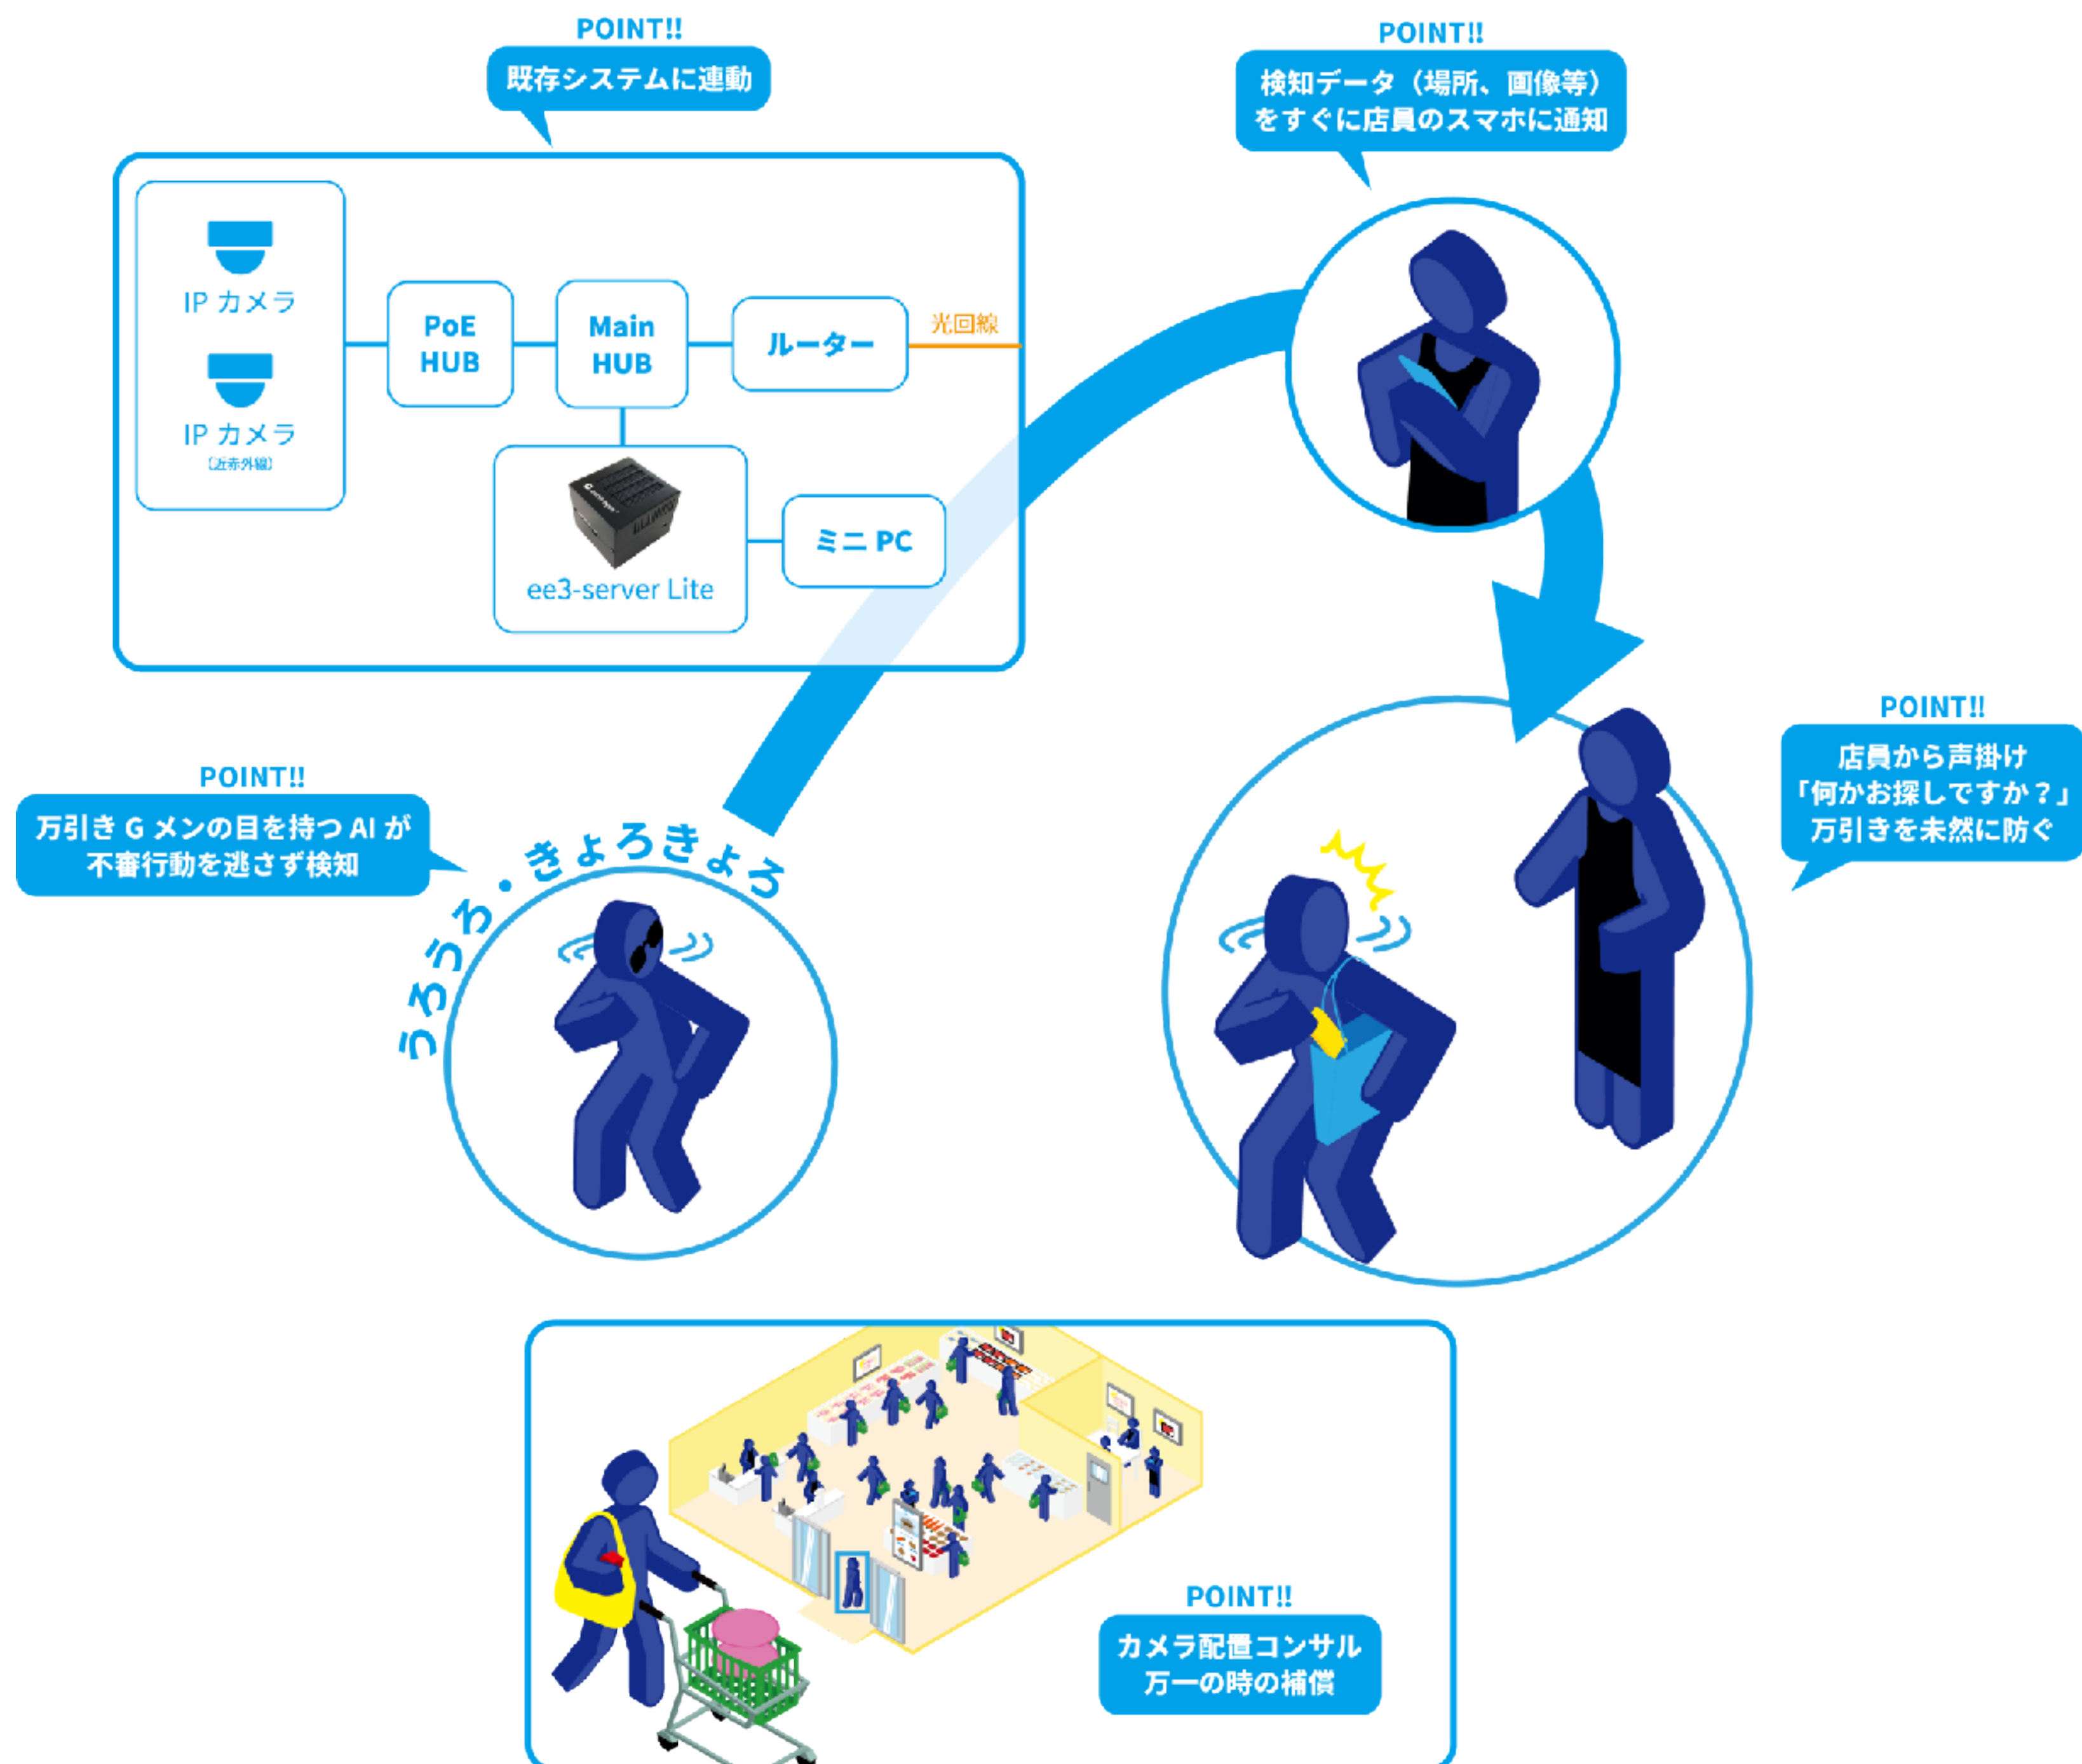 POINT!!
既存システムに連動
POINT!!
検知データ（場所、画像等）
をすぐに店員のスマホに通知
IP カメラ
IP カメラ
（近赤外線）
PoE
HUB
Main
HUB
ルーター
光回線
ee3-server Lite
ミニ PC
POINT!!
万引き G メンの目を持つ AI が
不審行動を逃さず検知
うろうろ・きょろきょろ
POINT!!
店員から声掛け
「何かお探しですか？」
万引きを未然に防ぐ
POINT!!
カメラ配置コンサル
万一の時の補償